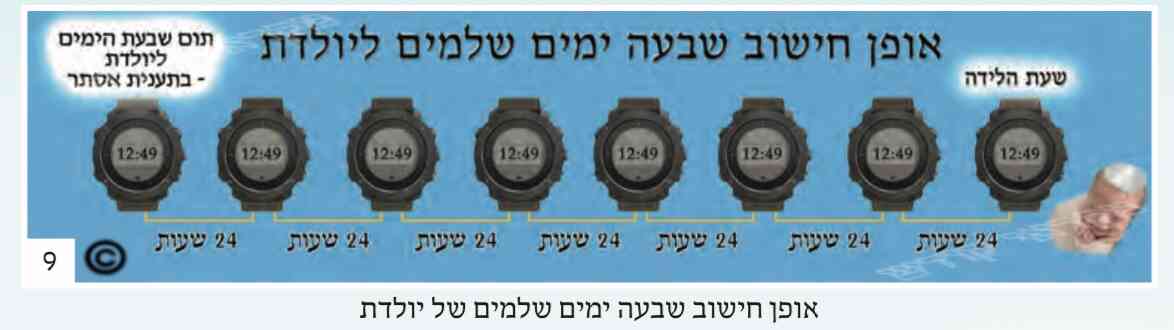 אופן חישוב שבעה ימים שלמים ליולדת
שעת הלידה
תום שבעת הימים
ליולדת
- בתענית אסתר
12:49 12:49 12:49 12:49 12:49 12:49 12:49 12:49
24 שעות 24 שעות 24 שעות 24 שעות 24 שעות 24 שעות 24 שעות
©
9
אופן חישוב שבעה ימים שלמים של יולדת